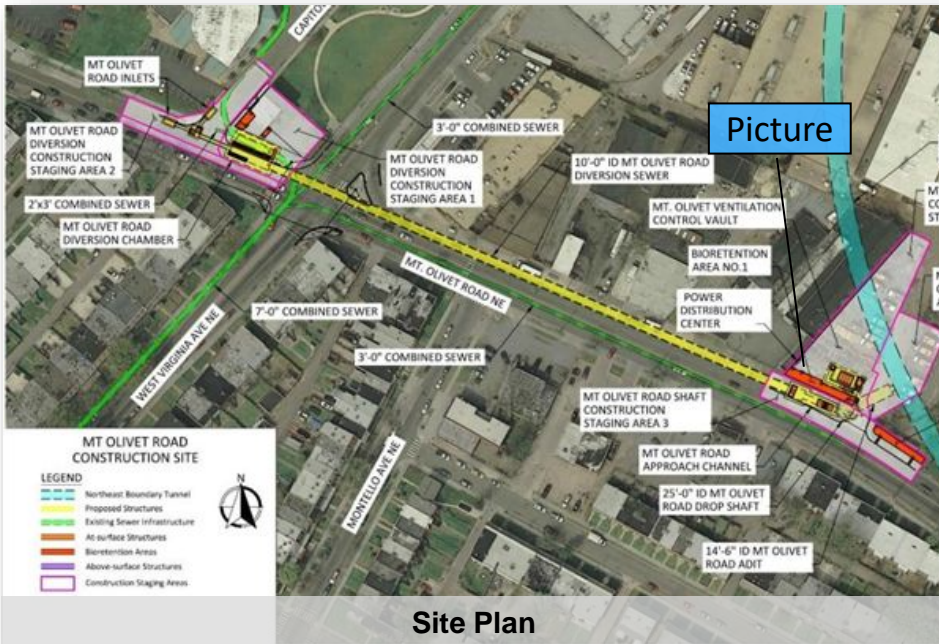 CAPITO
MT OLIVET
ROAD INLETS
MT OLIVET ROAD
DIVERSION
CONSTRUCTION
STAGING AREA 2
2'x3' COMBINED SEWER
MT OLIVET ROAD
DIVERSION CHAMBER
3'-0" COMBINED SEWER
MT OLIVET ROAD
DIVERSION
CONSTRUCTION
STAGING AREA 1
Picture
10'-0" ID MT OLIVET ROAD
DIVERSION SEWER
MT. OLIVET VENTILATION
CONTROL VAULT
BIORETENTION
AREA NO.1
POWER
DISTRIBUTION
CENTER
MT. OLIVET ROAD NE
7'-0" COMBINED SEWER
3'-0" COMBINED SEWER
WEST VIRGINIA AVE NE
MONTELLO AVE NE
MT OLIVET ROAD SHAFT
CONSTRUCTION
STAGING AREA 3
MT OLIVET ROAD
APPROACH CHANNEL
25'-0" ID MT OLIVET
ROAD DROP SHAFT
14'-6" ID MT OLIVET
ROAD ADIT
MT OLIVET ROAD
CONSTRUCTION SITE
LEGEND
N
Northeast Boundary Tunnel
Proposed Structures
Existing Sewer Infrastructure
At-surface Structures
Bioretention Areas
Above-surface Structures
Construction Staging Areas
Site Plan